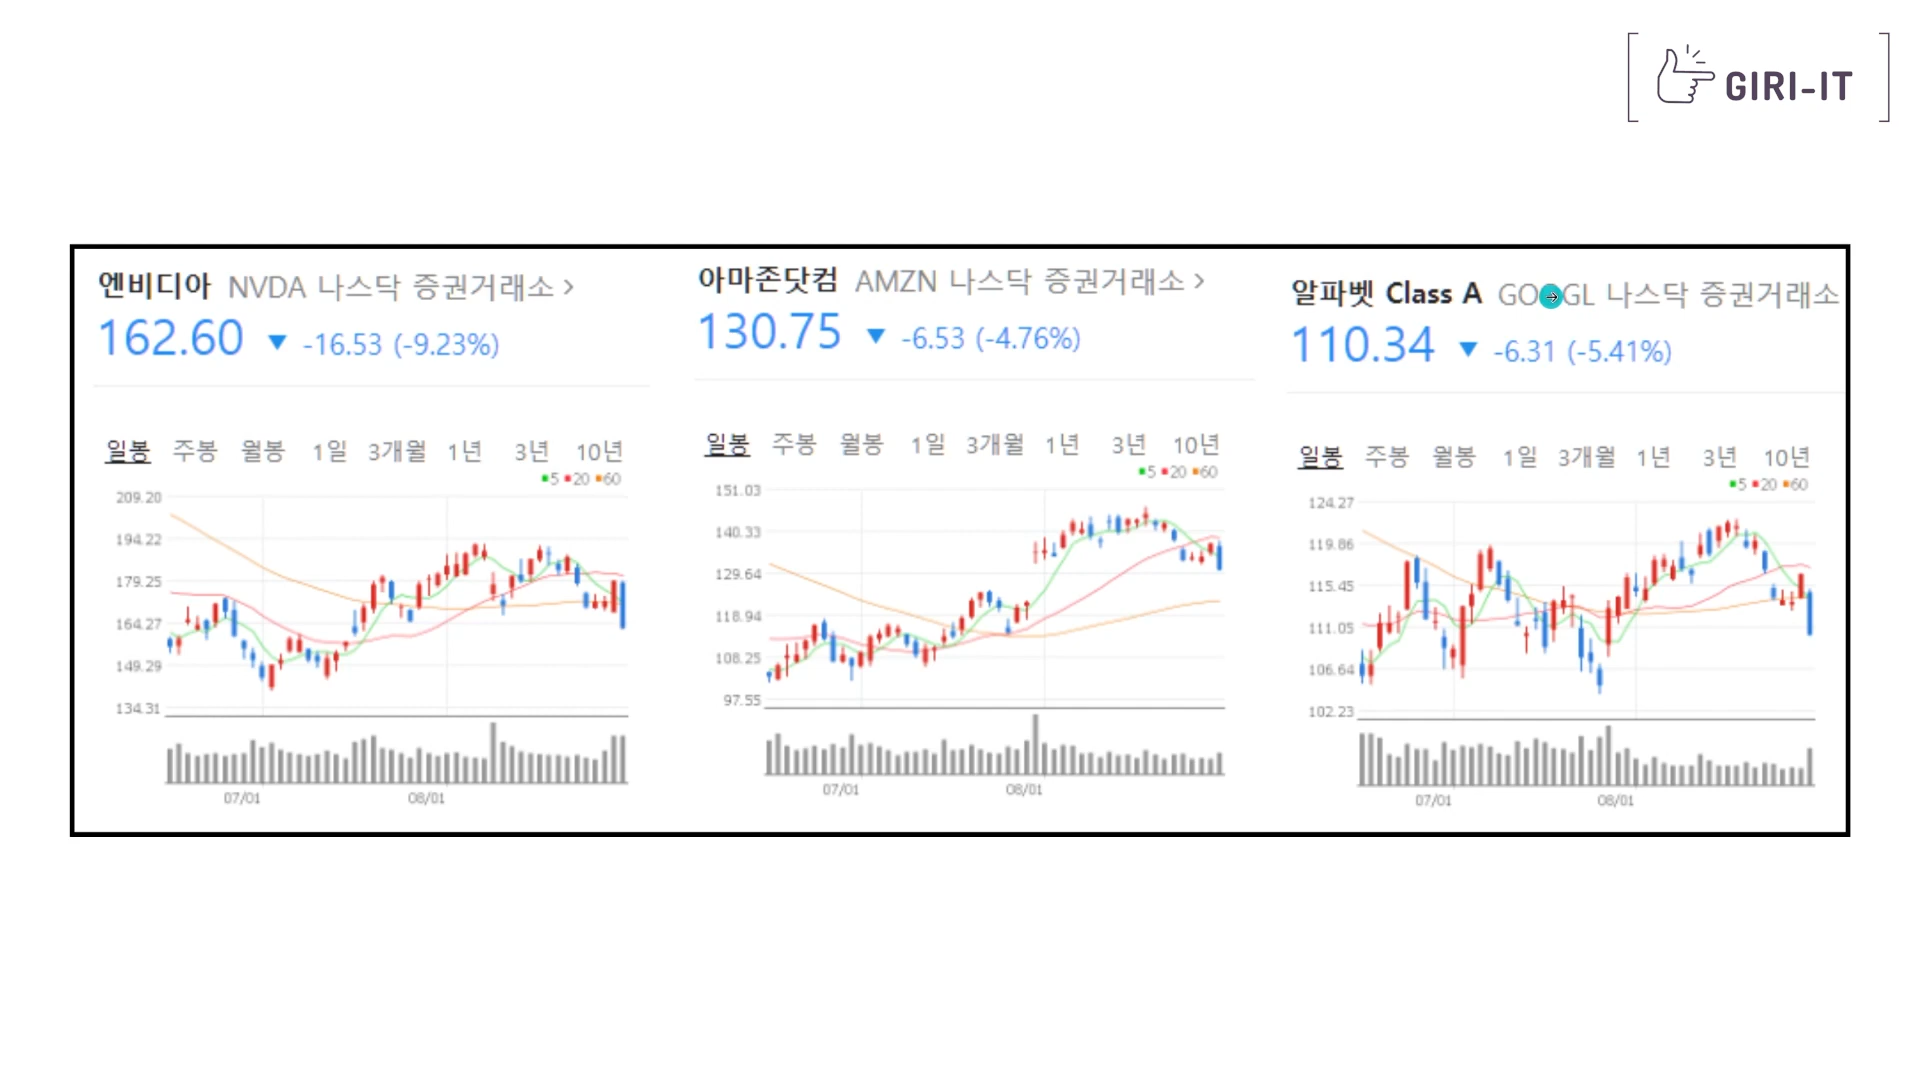 GIRI-IT
엔비디아 NVDA 나스닥 증권거래소 >
162.60 ▼ -16.53 (-9.23%)
일봉 주봉 월봉 1일 3개월 1년 3년 10년
5 20 60
209.20
194.22
179.25
164.27
149.29
134.31
07/01 08/01
아마존닷컴 AMZN 나스닥 증권거래소 >
130.75 ▼ -6.53 (-4.76%)
일봉 주봉 월봉 1일 3개월 1년 3년 10년
5 20 60
151.03
140.33
129.64
118.94
108.25
97.55
07/01 08/01
알파벳 Class A GOOGL 나스닥 증권거래소
110.34 ▼ -6.31 (-5.41%)
일봉 주봉 월봉 1일 3개월 1년 3년 10년
5 20 60
124.27
119.86
115.45
111.05
106.64
102.23
07/01 08/01